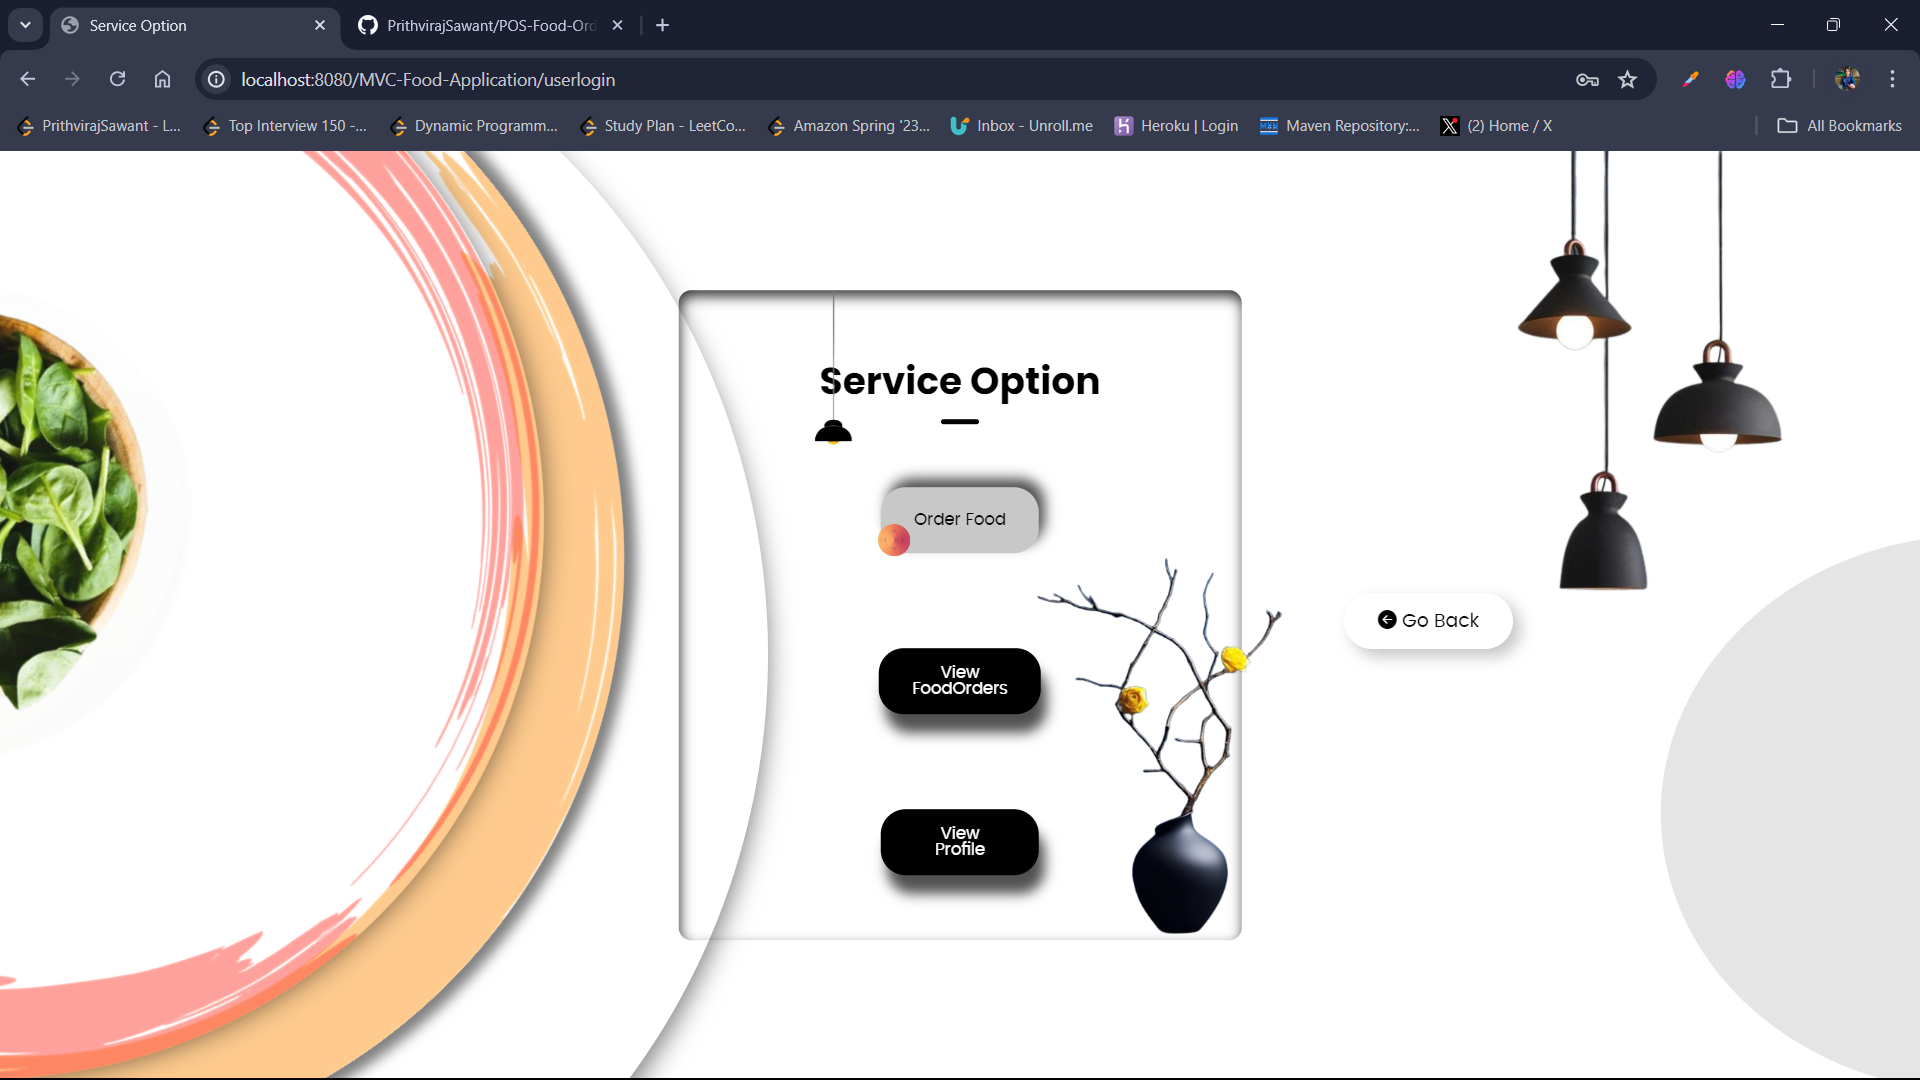 Service Option
PrithvirajSawant/POS-Food-Ord
localhost:8080/MVC-Food-Application/userlogin
PrithvirajSawant - L...
Top Interview 150 -...
Dynamic Programm...
Study Plan - LeetCo...
Amazon Spring '23...
Inbox - Unroll.me
Heroku | Login
Maven Repository:...
(2) Home / X
All Bookmarks
Service Option
Order Food
Go Back
View
FoodOrders
View
Profile